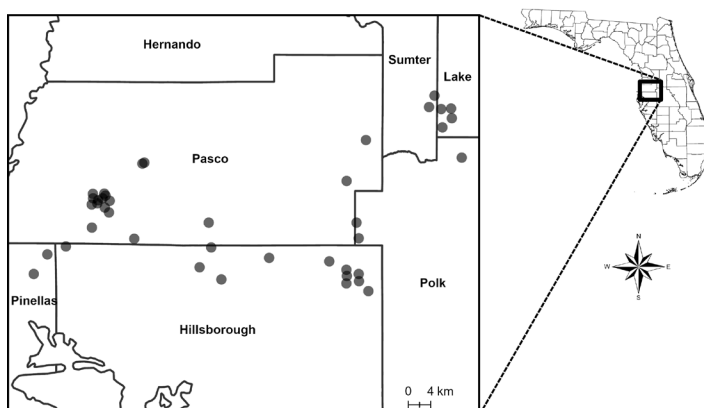 Hernando
Sumter
Lake
Pasco
Polk
Pinellas
Hillsborough
0 4 km
N
W E
S